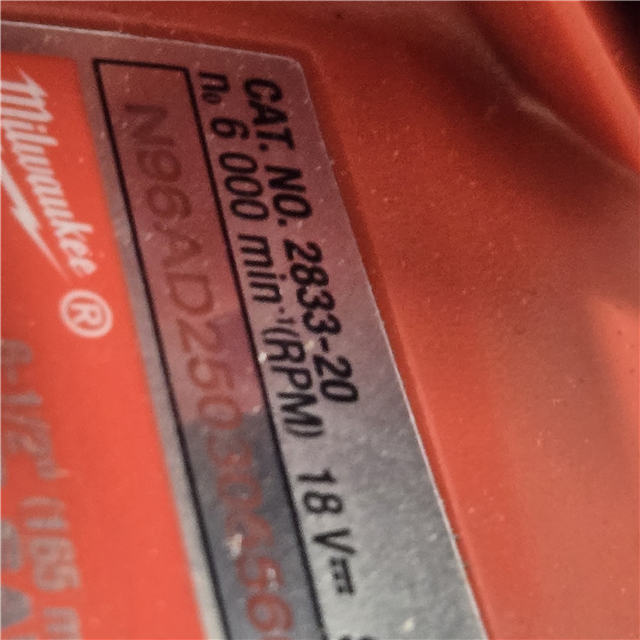 CAT. NO. 2833-20
n₀ 6 000 min⁻¹(RPM) 18 V⎓
Milwaukee®
6-1/2" (165